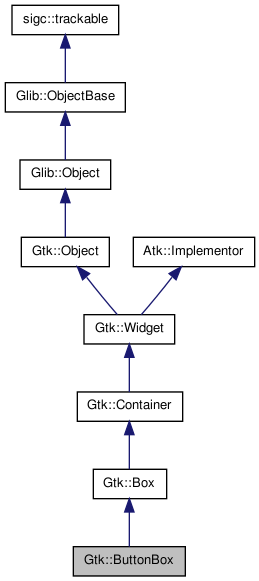 sigc::trackable
Glib::ObjectBase
Glib::Object
Gtk::Object
Atk::Implementor
Gtk::Widget
Gtk::Container
Gtk::Box
Gtk::ButtonBox